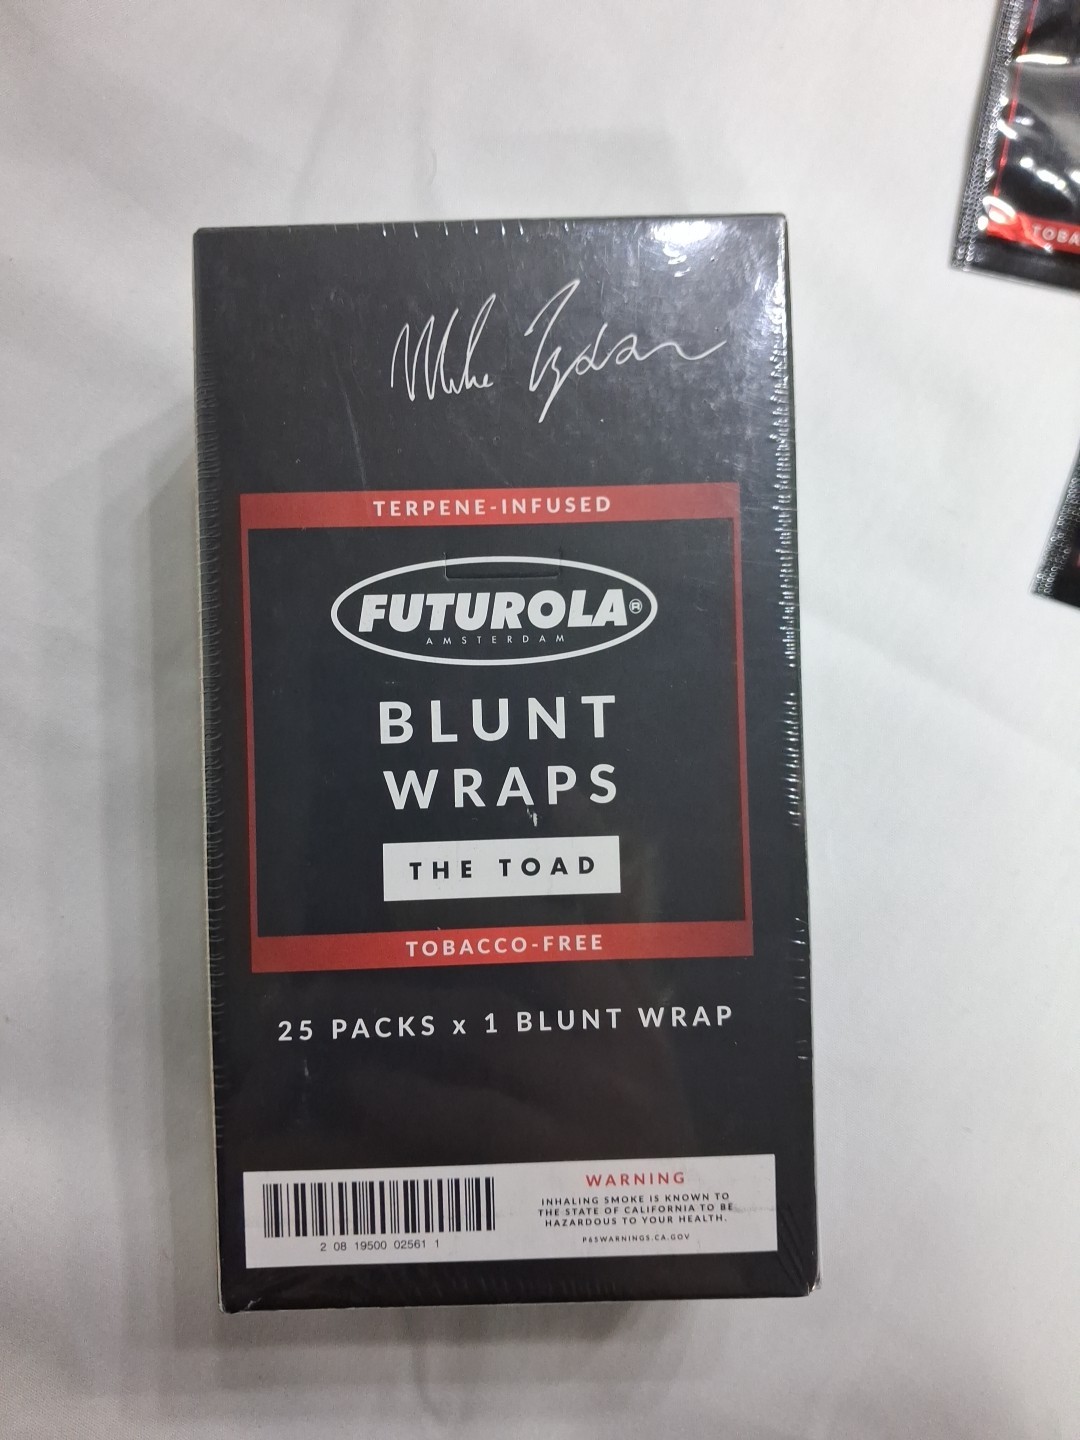 Mike Tyson
TERPENE-INFUSED
FUTUROLA®
AMSTERDAM
BLUNT
WRAPS
THE TOAD
TOBACCO-FREE
25 PACKS x 1 BLUNT WRAP
WARNING
INHALING SMOKE IS KNOWN TO
THE STATE OF CALIFORNIA TO BE
HAZARDOUS TO YOUR HEALTH.
P65WARNINGS.CA.GOV
2 08 19500 02561 1